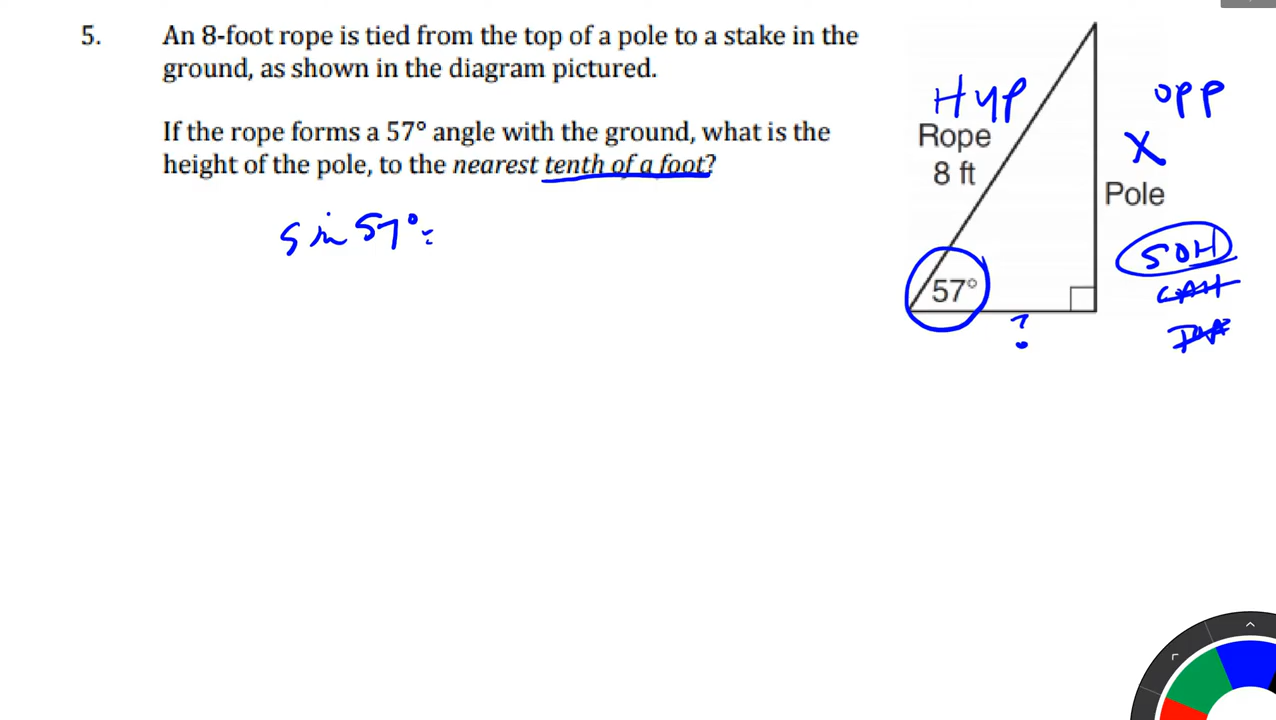 5. An 8-foot rope is tied from the top of a pole to a stake in the
ground, as shown in the diagram pictured.
If the rope forms a 57° angle with the ground, what is the
height of the pole, to the nearest tenth of a foot?
sin 57° =
Hyp
Rope
8 ft
57°
?
opp
x
Pole
SOH
CAH
TOA